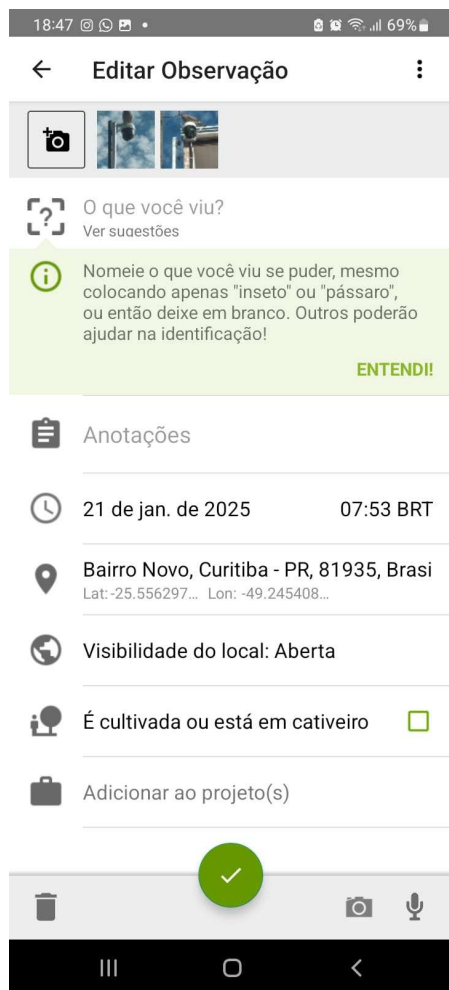 18:47
69%
Editar Observação
O que você viu?
Ver sugestões
Nomeie o que você viu se puder, mesmo
colocando apenas "inseto" ou "pássaro",
ou então deixe em branco. Outros poderão
ajudar na identificação!
ENTENDI!
Anotações
21 de jan. de 2025 07:53 BRT
Bairro Novo, Curitiba - PR, 81935, Brasi
Lat:-25.556297... Lon: -49.245408...
Visibilidade do local: Aberta
É cultivada ou está em cativeiro
Adicionar ao projeto(s)